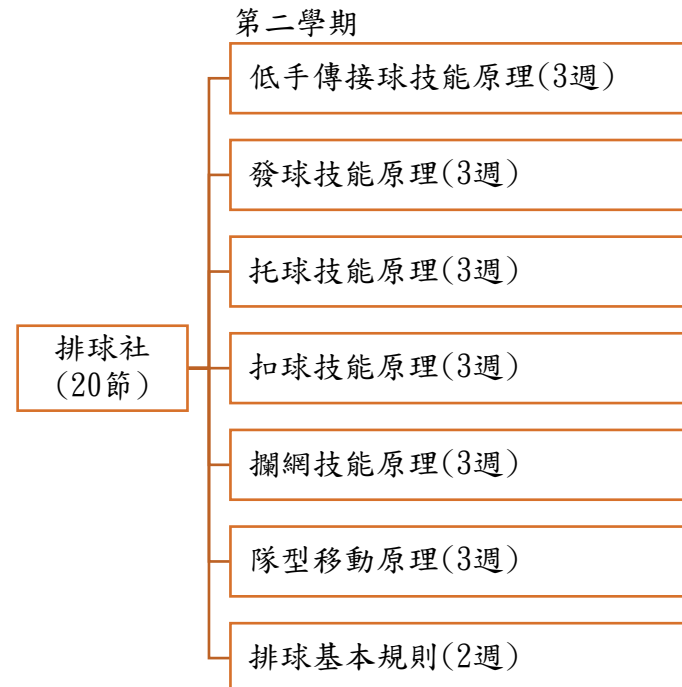 第二學期
低手傳接球技能原理(3週)
發球技能原理(3週)
托球技能原理(3週)
排球社
(20節)
扣球技能原理(3週)
攔網技能原理(3週)
隊型移動原理(3週)
排球基本規則(2週)